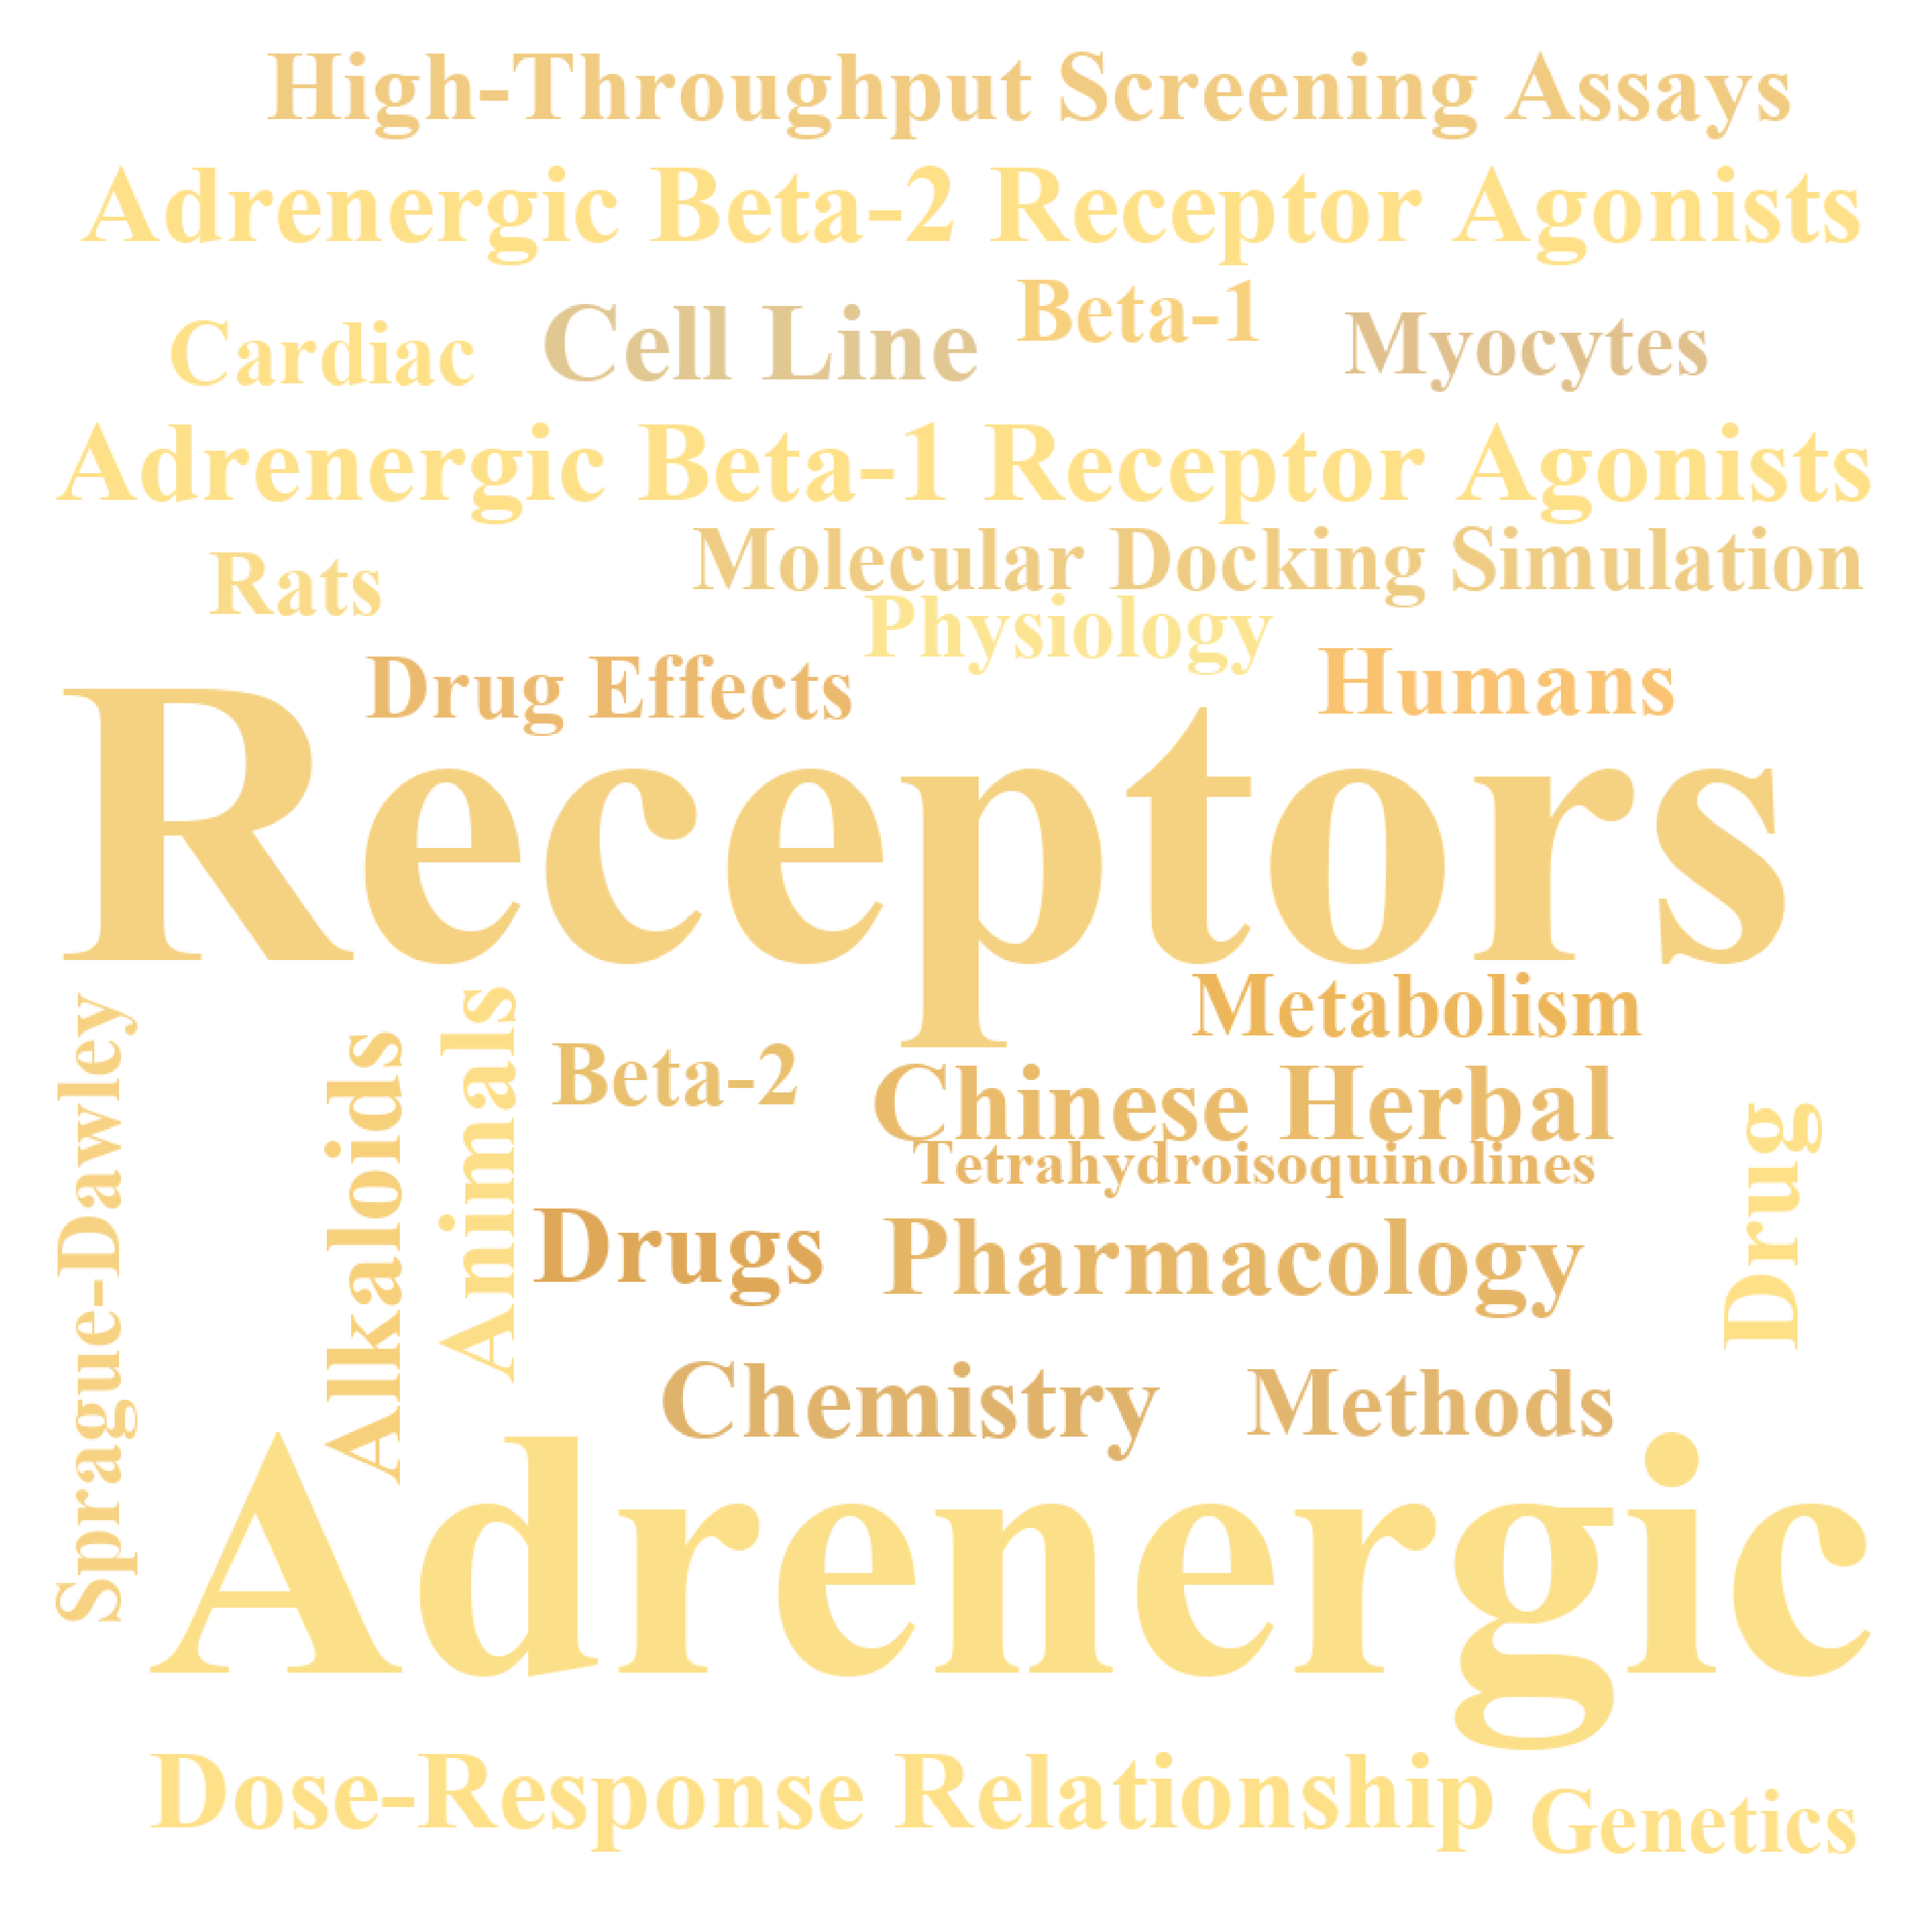 High-Throughput Screening Assays
Adrenergic Beta-2 Receptor Agonists
Cardiac
Cell Line
Beta-1
Myocytes
Adrenergic Beta-1 Receptor Agonists
Rats
Molecular Docking Simulation
Physiology
Drug Effects
Humans
Receptors
Metabolism
Sprague-Dawley
Alkaloids
Animals
Beta-2
Chinese Herbal
Tetrahydroisoquinolines
Drug
Drugs
Pharmacology
Chemistry
Methods
Adrenergic
Dose-Response Relationship
Genetics